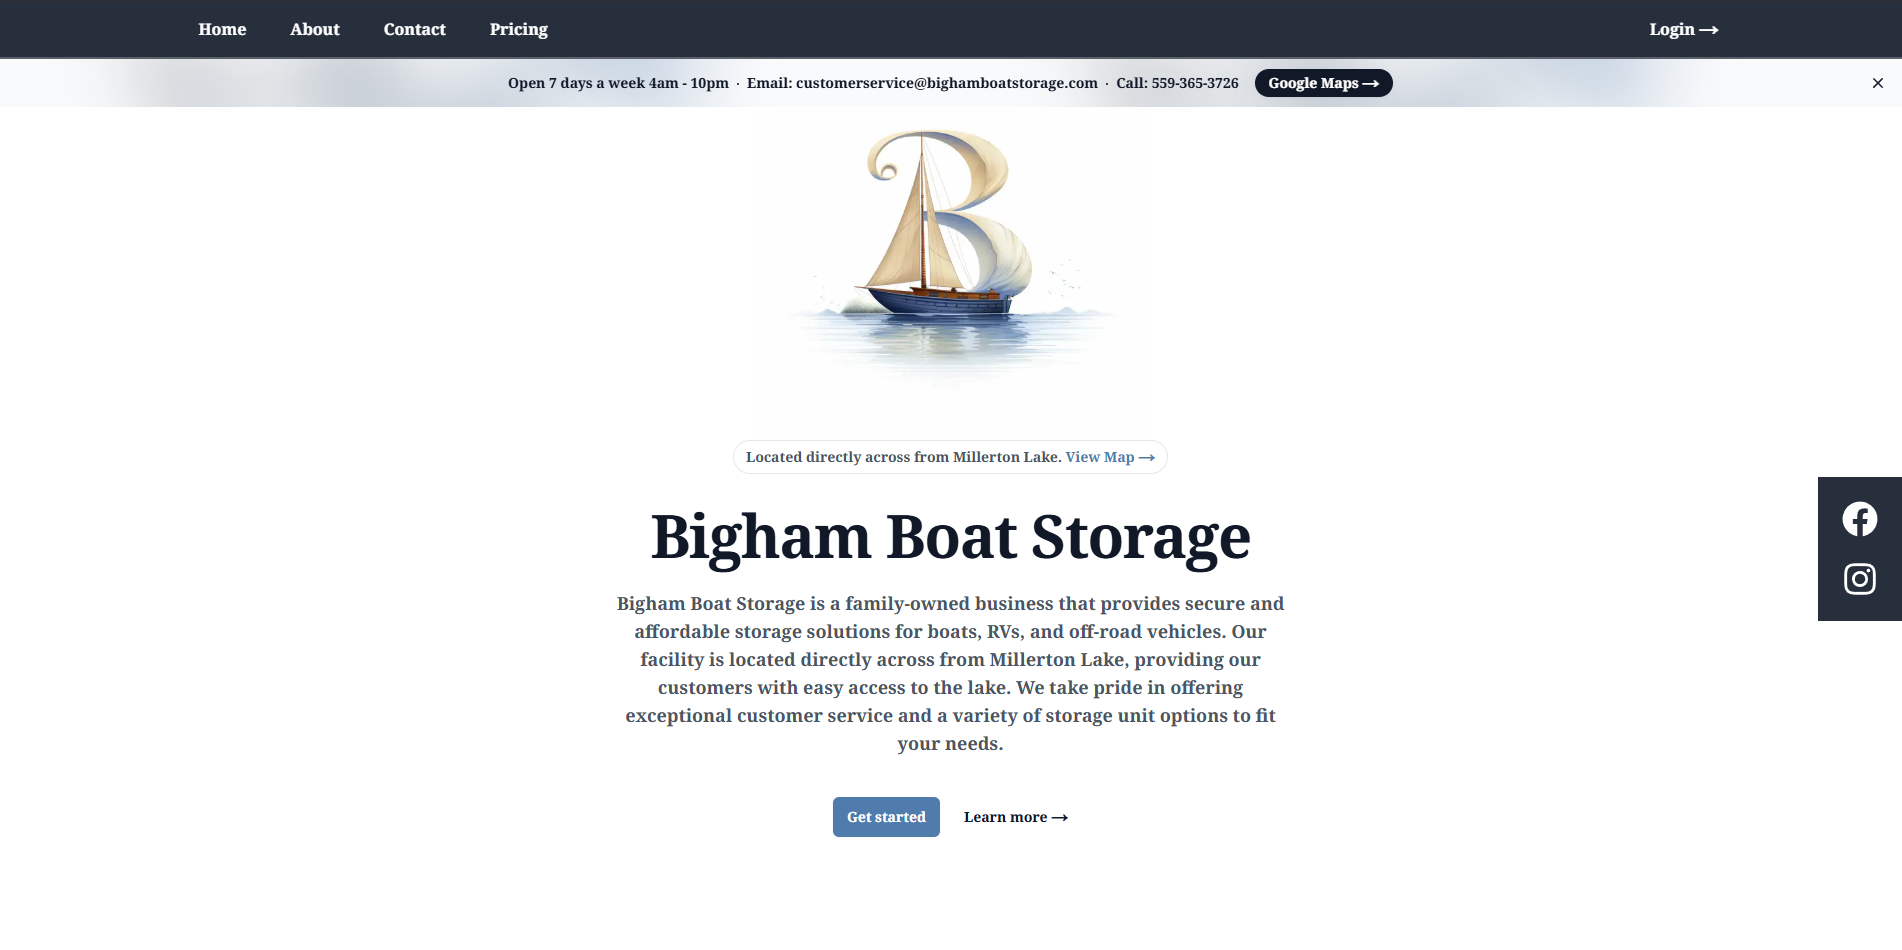 Home About Contact Pricing Login →
Open 7 days a week 4am - 10pm · Email: customerservice@bighamboatstorage.com · Call: 559-365-3726 Google Maps → ×
B
Located directly across from Millerton Lake. View Map →
Bigham Boat Storage
Bigham Boat Storage is a family-owned business that provides secure and
affordable storage solutions for boats, RVs, and off-road vehicles. Our
facility is located directly across from Millerton Lake, providing our
customers with easy access to the lake. We take pride in offering
exceptional customer service and a variety of storage unit options to fit
your needs.
Get started Learn more →